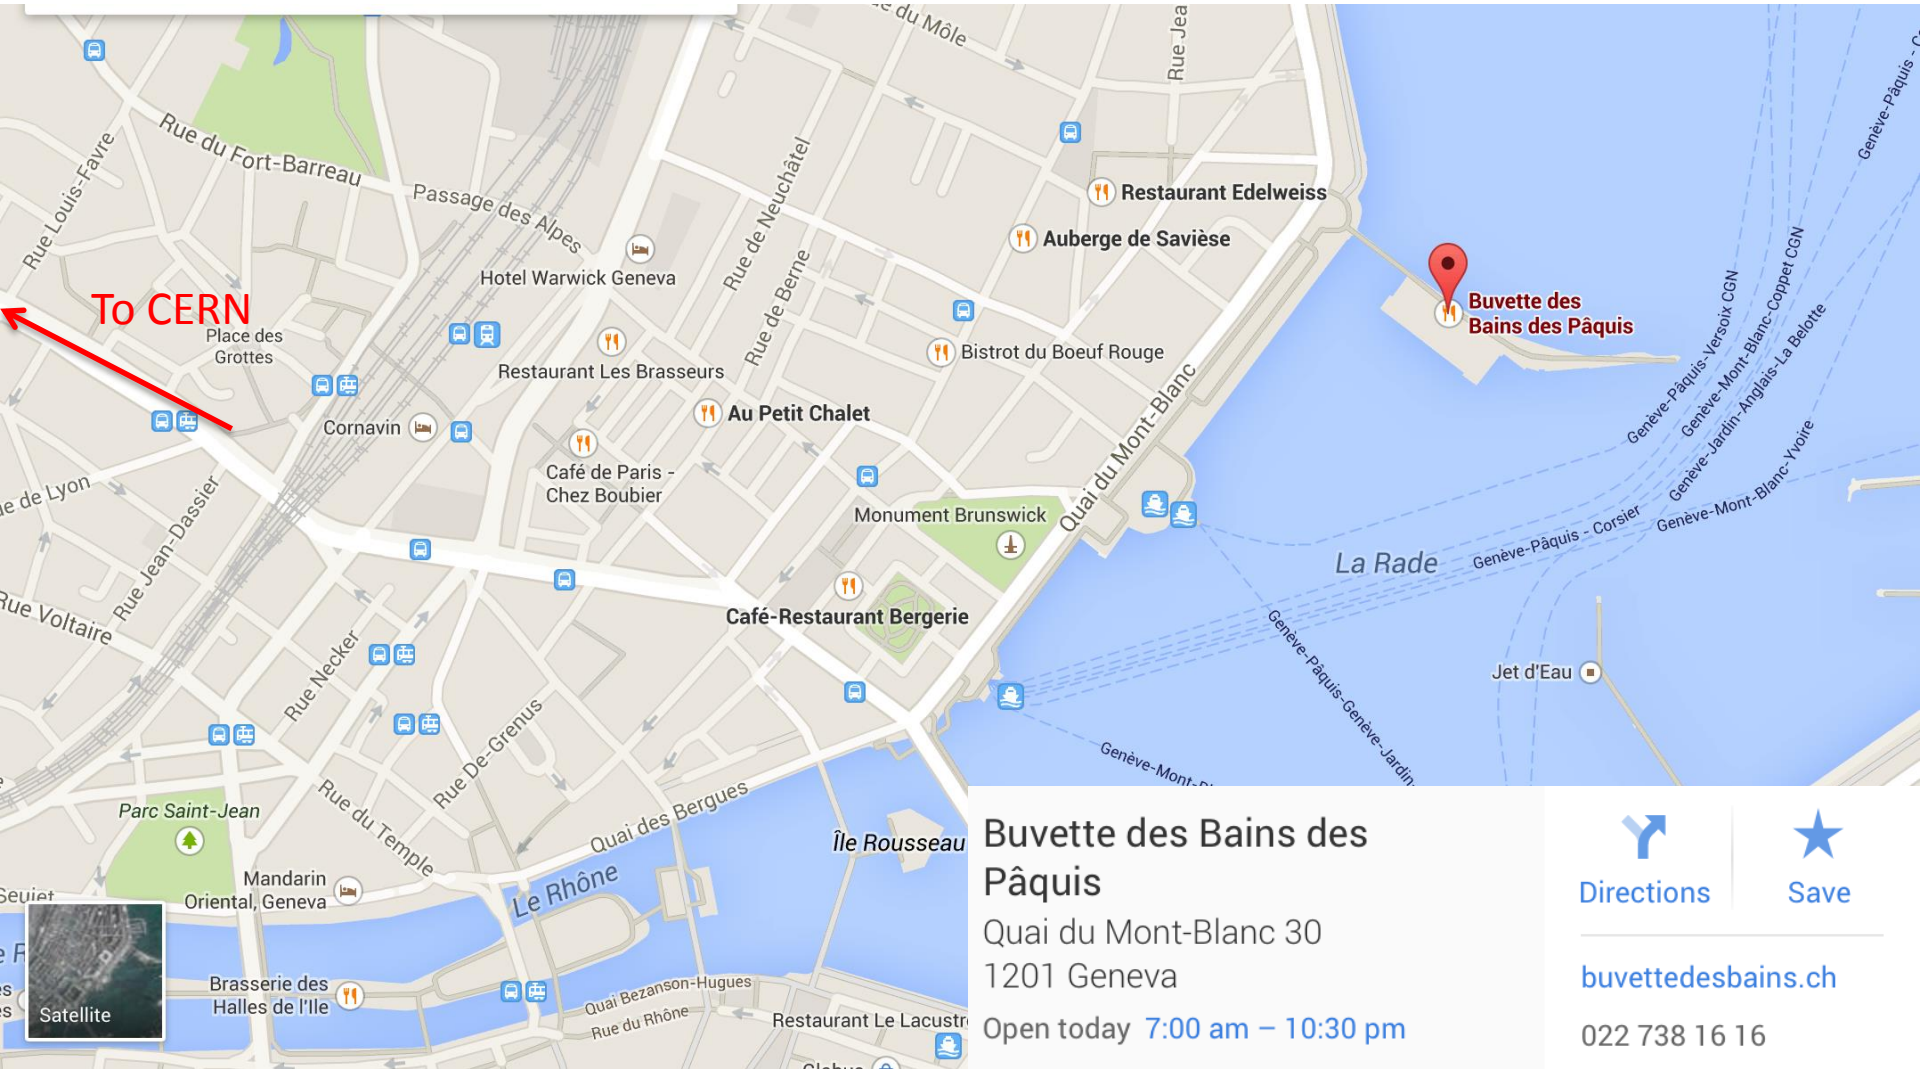 e du Môle
Rue Jea
Genève-Pâquis - C
Rue Louis-Favre
Rue du Fort-Barreau
Passage des Alpes
Rue de Neuchâtel
Restaurant Edelweiss
Auberge de Savièse
Hotel Warwick Geneva
Rue de Berne
To CERN
Place des
Grottes
Buvette des
Bains des Pâquis
Genève-Pâquis-Versoix CGN
Genève-Mont-Blanc-Coppet CGN
Genève-Jardin-Anglais-La Belotte
Genève-Mont-Blanc-Yvoire
Restaurant Les Brasseurs
Bistrot du Boeuf Rouge
Quai du Mont-Blanc
Au Petit Chalet
Cornavin
Café de Paris -
Chez Boubier
e de Lyon
Rue Jean-Dassier
Monument Brunswick
La Rade
Genève-Pâquis - Corsier
Rue Voltaire
Café-Restaurant Bergerie
Rue Necker
Genève-Pâquis-Genève-Jardin
Jet d'Eau
Rue De-Grenus
Genève-Mont-
Parc Saint-Jean
Rue du Temple
Quai des Bergues
Île Rousseau
Mandarin
Oriental, Geneva
Seujet
Le Rhône
e R
es
s
Satellite
Brasserie des
Halles de l'Ile
Quai Bezanson-Hugues
Rue du Rhône
Restaurant Le Lacustr
Globus
Buvette des Bains des
Pâquis
Quai du Mont-Blanc 30
1201 Geneva
Open today 7:00 am – 10:30 pm
Directions
Save
buvettedesbains.ch
022 738 16 16